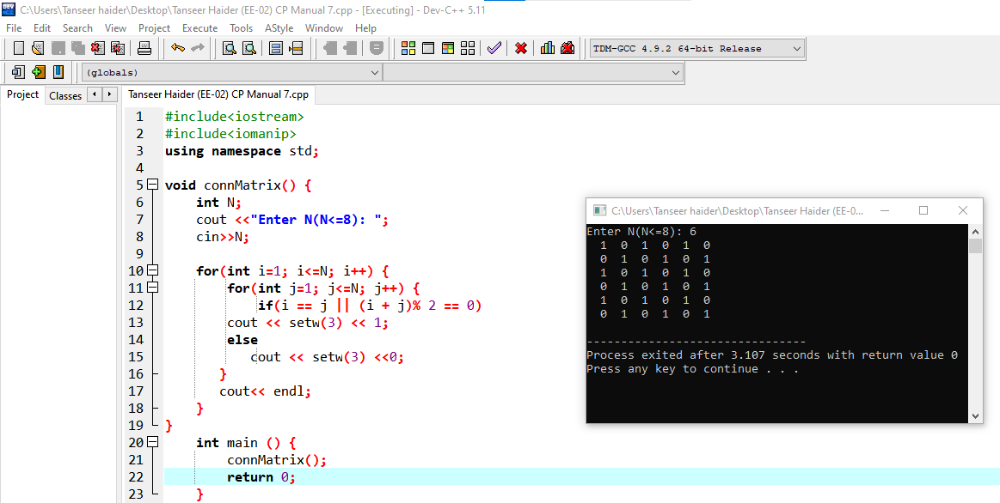 C:\Users\Tanseer haider\Desktop\Tanseer Haider (EE-02) CP Manual 7.cpp - [Executing] - Dev-C++ 5.11
File Edit Search View Project Execute Tools AStyle Window Help
TDM-GCC 4.9.2 64-bit Release
(globals)
Project Classes Tanseer Haider (EE-02) CP Manual 7.cpp
1 #include<iostream>
2 #include<iomanip>
3 using namespace std;
4
5 void connMatrix() {
6 int N;
7 cout <<"Enter N(N<=8): ";
8 cin>>N;
9
10 for(int i=1; i<=N; i++) {
11 for(int j=1; j<=N; j++) {
12 if(i == j || (i + j)% 2 == 0)
13 cout << setw(3) << 1;
14 else
15 cout << setw(3) <<0;
16 }
17 cout<< endl;
18 }
19 }
20 int main () {
21 connMatrix();
22 return 0;
23 }
C:\Users\Tanseer haider\Desktop\Tanseer Haider (EE-0...
Enter N(N<=8): 6
1 0 1 0 1 0
0 1 0 1 0 1
1 0 1 0 1 0
0 1 0 1 0 1
1 0 1 0 1 0
0 1 0 1 0 1
--------------------------------
Process exited after 3.107 seconds with return value 0
Press any key to continue . . .